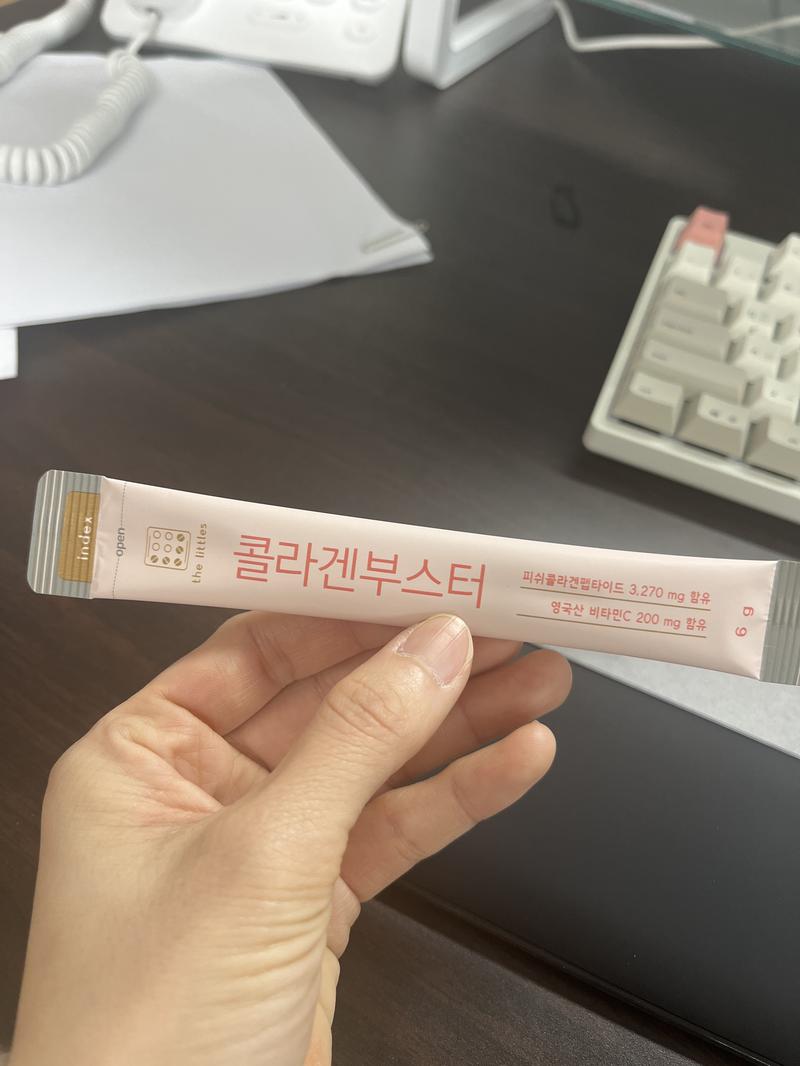 index
open
the littles
콜라겐부스터
피쉬콜라겐펩타이드 3,270 mg 함유
영국산 비타민C 200 mg 함유
6 g